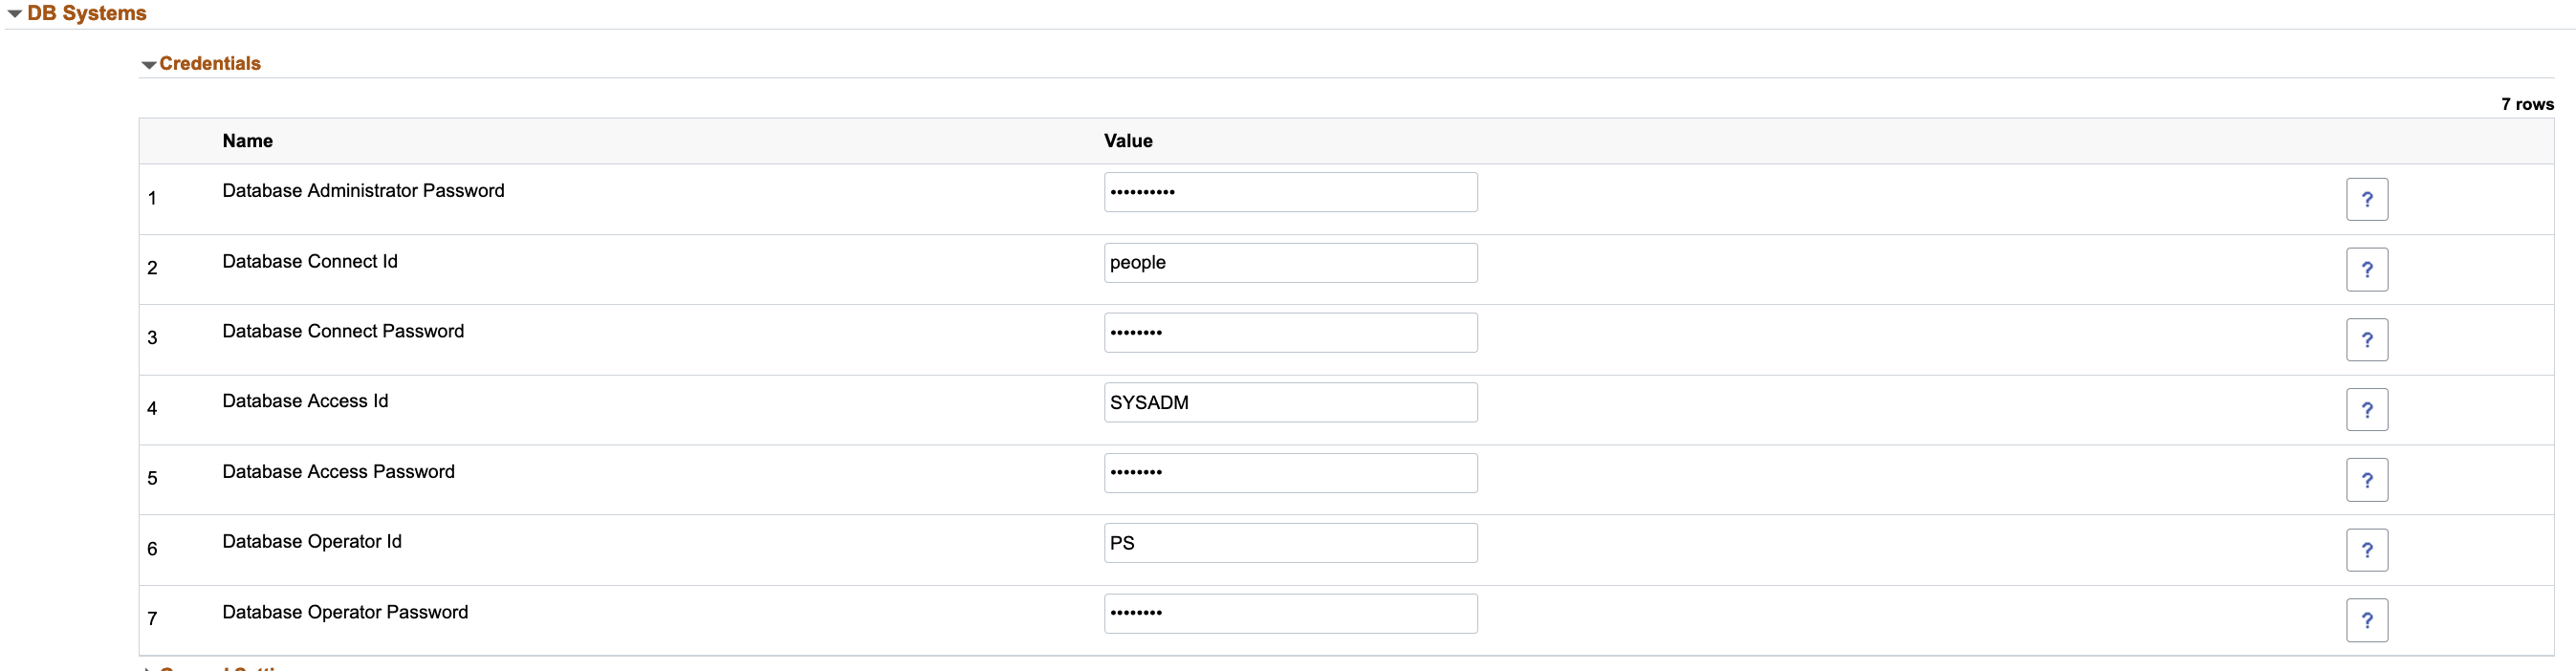 DB Systems
Credentials
7 rows
Name Value
1 Database Administrator Password •••••••••• ?
2 Database Connect Id people ?
3 Database Connect Password •••••••• ?
4 Database Access Id SYSADM ?
5 Database Access Password •••••••• ?
6 Database Operator Id PS ?
7 Database Operator Password •••••••• ?